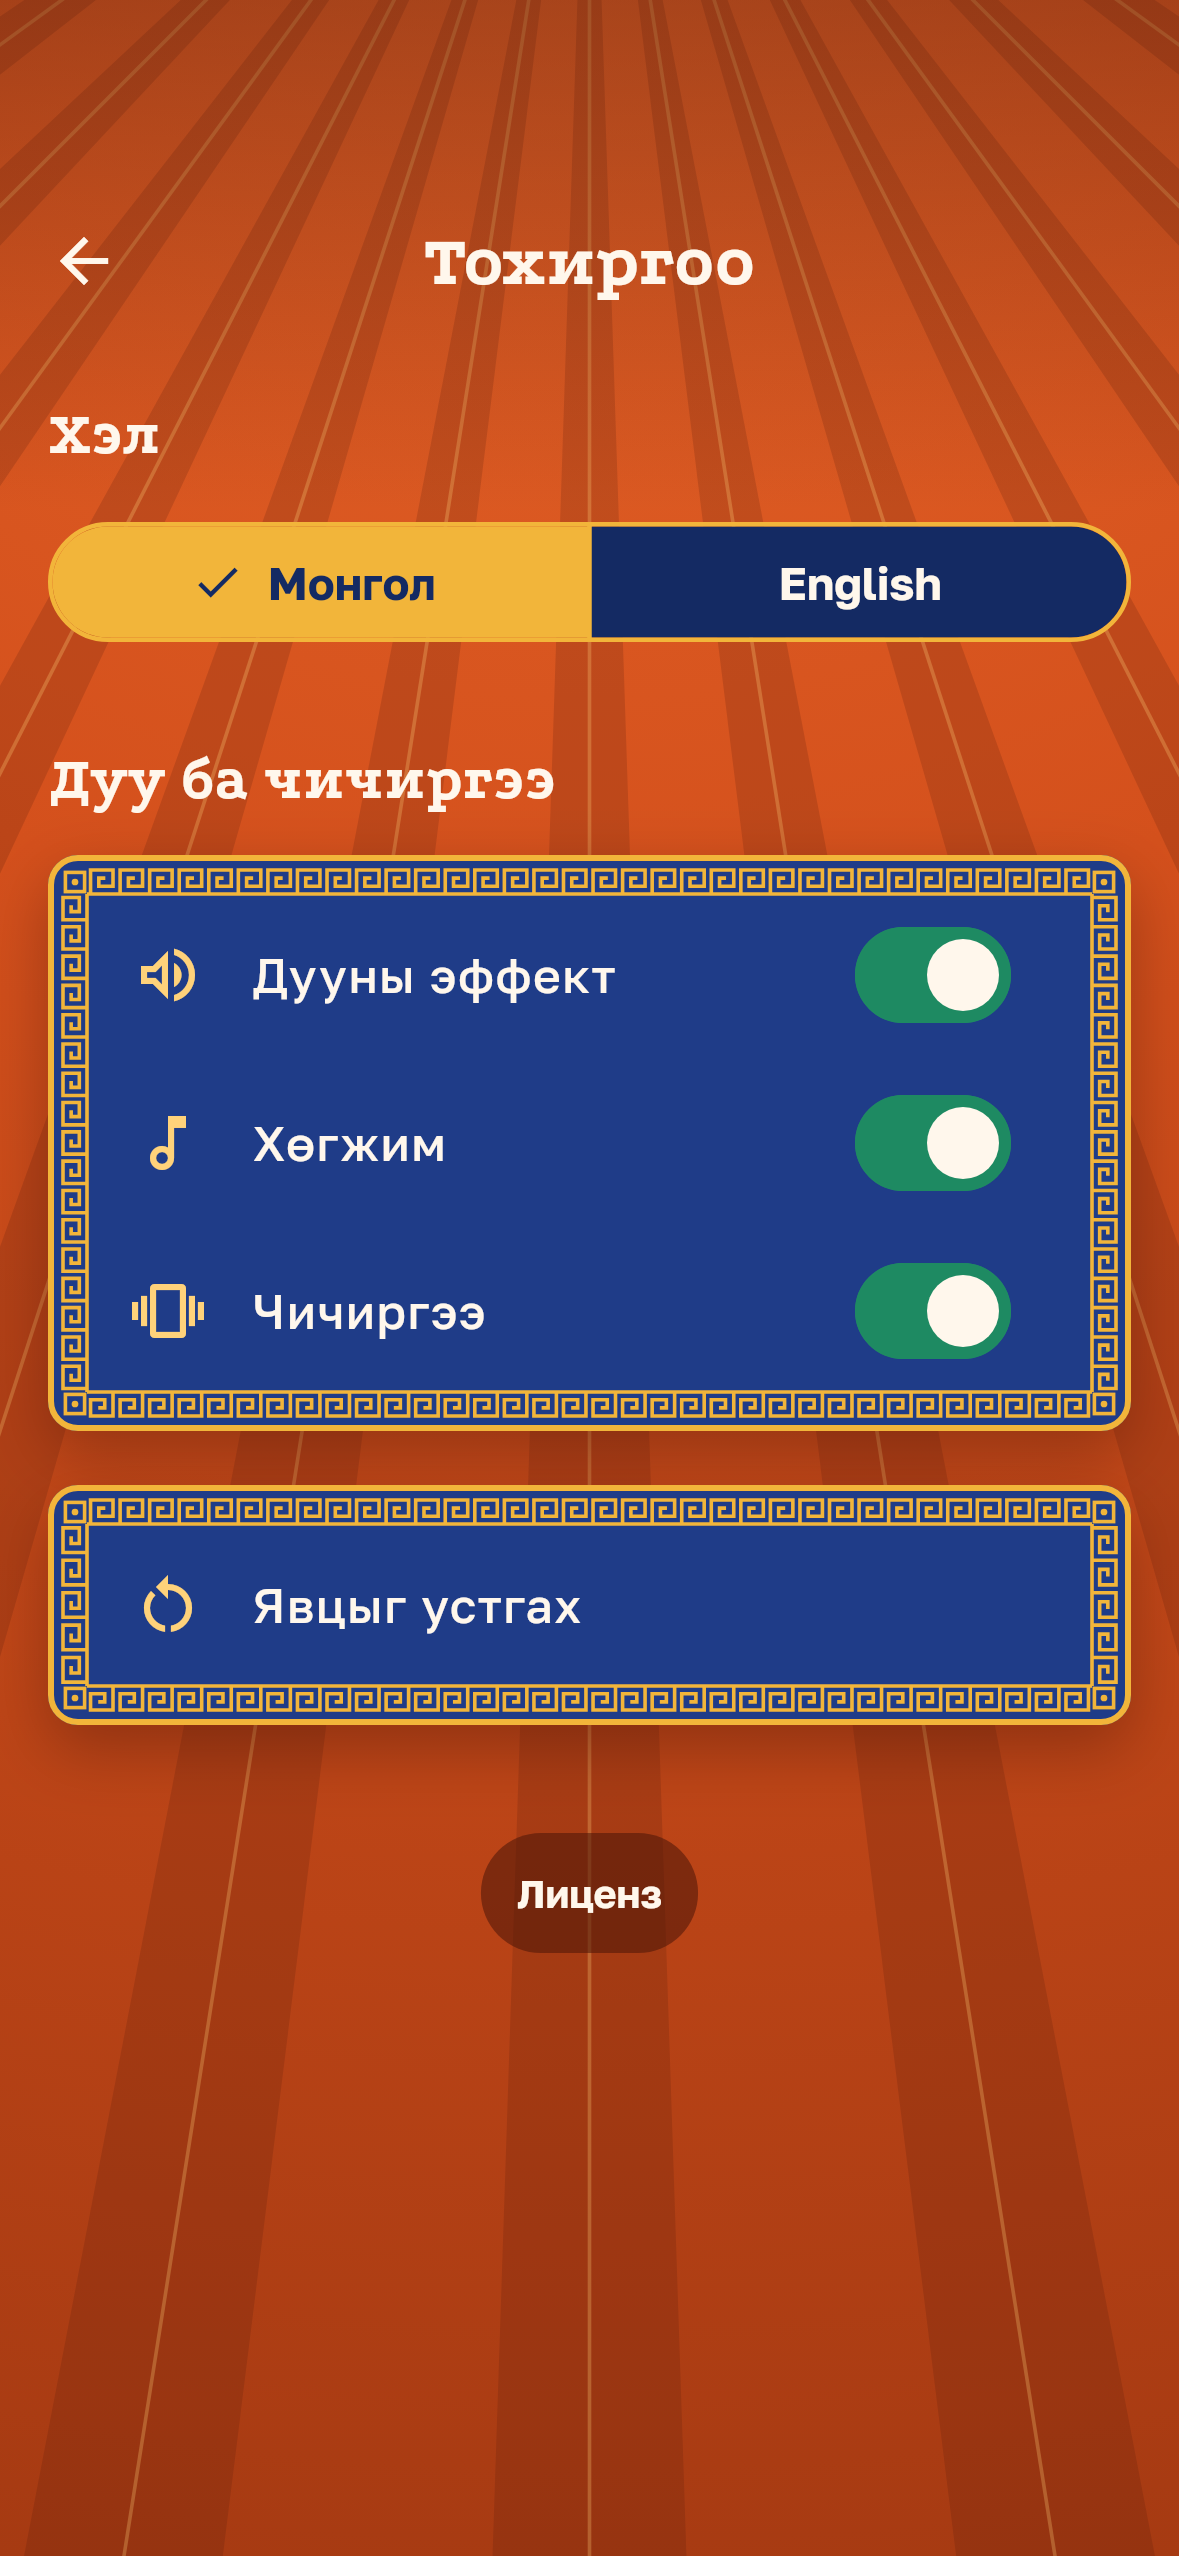 Тохиргоо
Хэл
Монгол
English
Дуу ба чичиргээ
Дууны эффект
Хөгжим
Чичиргээ
Явцыг устгах
Лиценз